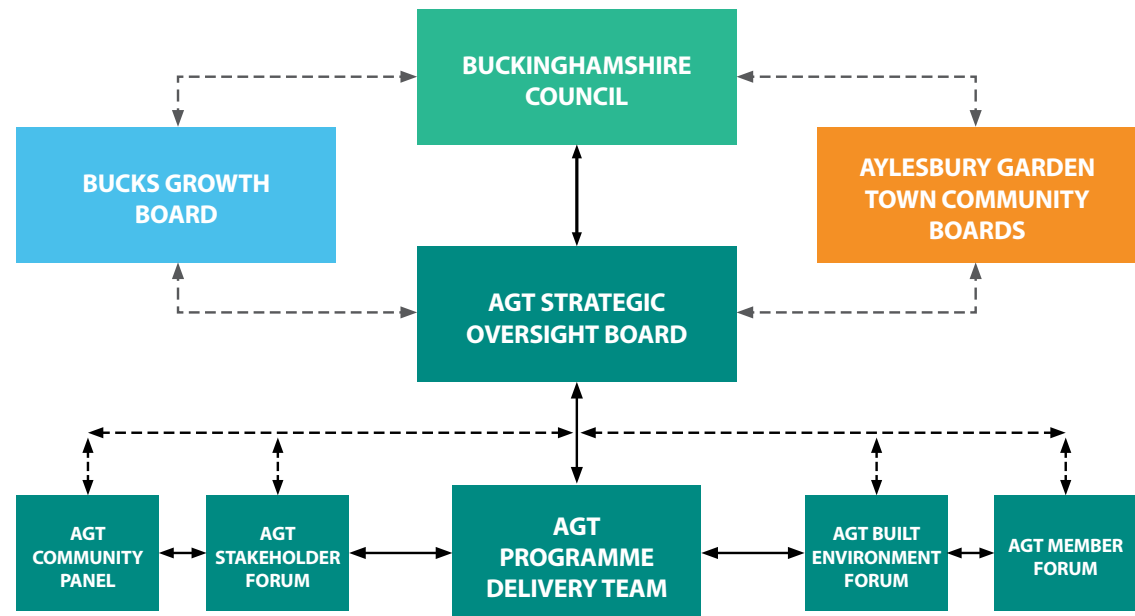 BUCKINGHAMSHIRE
COUNCIL
BUCKS GROWTH
BOARD
AYLESBURY GARDEN
TOWN COMMUNITY
BOARDS
AGT STRATEGIC
OVERSIGHT BOARD
AGT
COMMUNITY
PANEL
AGT
STAKEHOLDER
FORUM
AGT
PROGRAMME
DELIVERY TEAM
AGT BUILT
ENVIRONMENT
FORUM
AGT MEMBER
FORUM